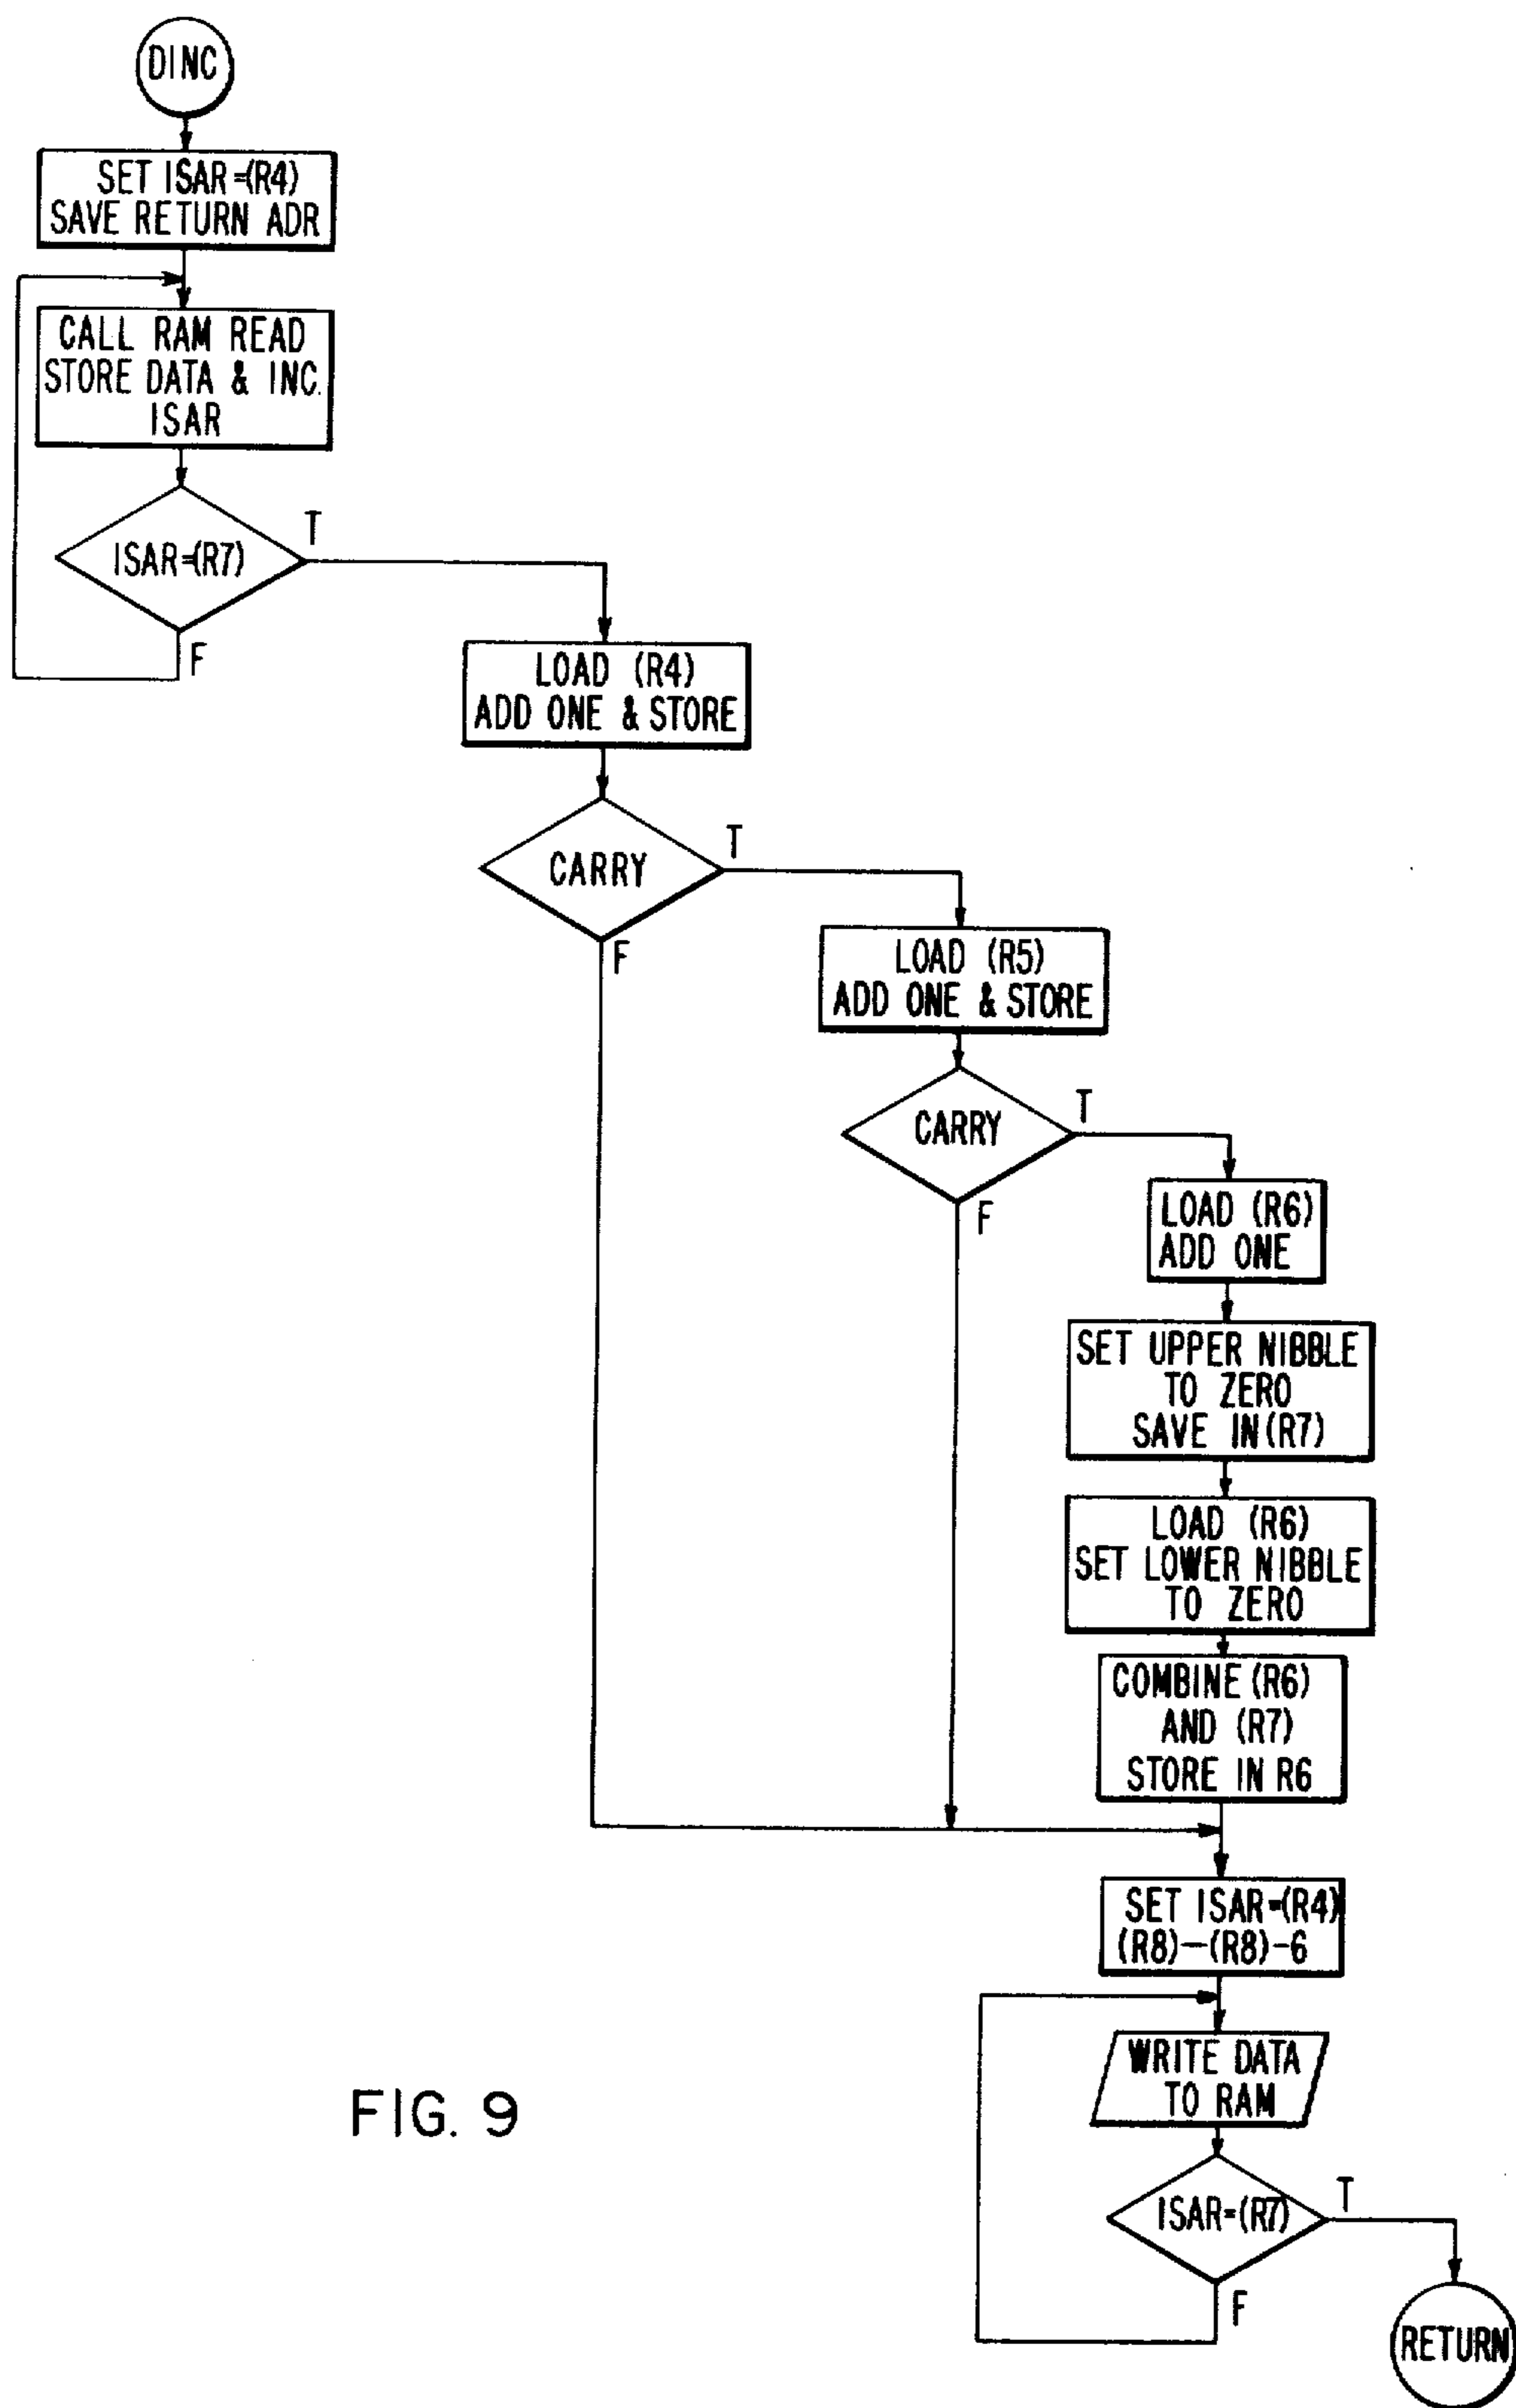 DINC
SET ISAR=(R4)
SAVE RETURN ADR
CALL RAM READ
STORE DATA & INC.
ISAR
ISAR=(R7)
T
F
LOAD (R4)
ADD ONE & STORE
CARRY
T
F
LOAD (R5)
ADD ONE & STORE
CARRY
T
F
LOAD (R6)
ADD ONE
SET UPPER NIBBLE
TO ZERO
SAVE IN (R7)
LOAD (R6)
SET LOWER NIBBLE
TO ZERO
COMBINE (R6)
AND (R7)
STORE IN R6
SET ISAR=(R4)
(R8)—(R8)-6
WRITE DATA
TO RAM
ISAR=(R7)
T
F
RETURN
FIG. 9